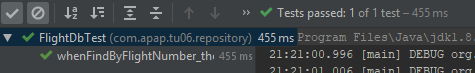 Tests passed: 1 of 1 test – 455 ms
FlightDbTest (com.apap.tu06.repository) 455 ms Program Files\Java\jdk1.8.
whenFindByFlightNumber_the 455 ms 21:21:00.996 [main] DEBUG org.
21:21:01.006 [main] DEBUG org.